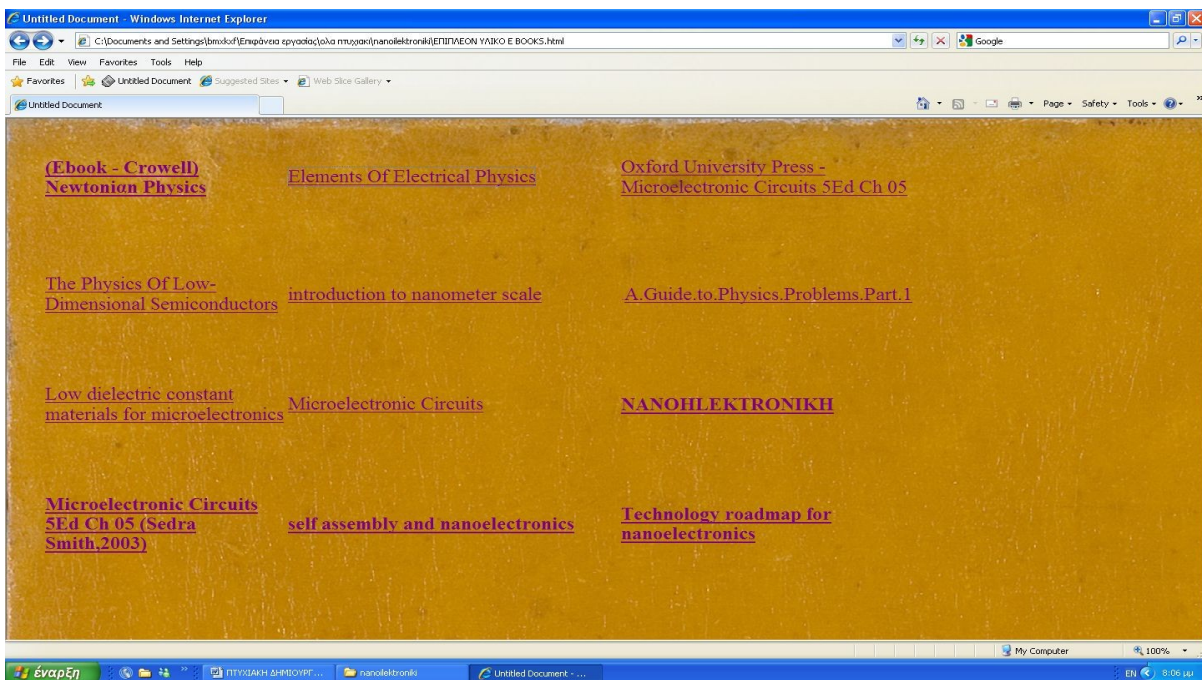 Untitled Document - Windows Internet Explorer
C:\Documents and Settings\bmxkxf\Επιφάνεια εργασίας\ολα πτυχιακι\nanoilektroniki\ΕΠΙΠΛΕΟΝ ΥΛΙΚΟ E BOOKS.html
Google
File Edit View Favorites Tools Help
Favorites Untitled Document Suggested Sites Web Slice Gallery
Untitled Document
Page Safety Tools
(Ebook - Crowell)
Newtonian Physics
Elements Of Electrical Physics
Oxford University Press -
Microelectronic Circuits 5Ed Ch 05
The Physics Of Low-
Dimensional Semiconductors
introduction to nanometer scale
A.Guide.to.Physics.Problems.Part.1
Low dielectric constant
materials for microelectronics
Microelectronic Circuits
NANOHLEKTRONIKH
Microelectronic Circuits
5Ed Ch 05 (Sedra
Smith,2003)
self assembly and nanoelectronics
Technology roadmap for
nanoelectronics
My Computer 100%
έναρξη ΠΤΥΧΙΑΚΗ ΔΗΜΙΟΥΡΓ... nanoilektroniki Untitled Document - ... EN 8:06 μμ